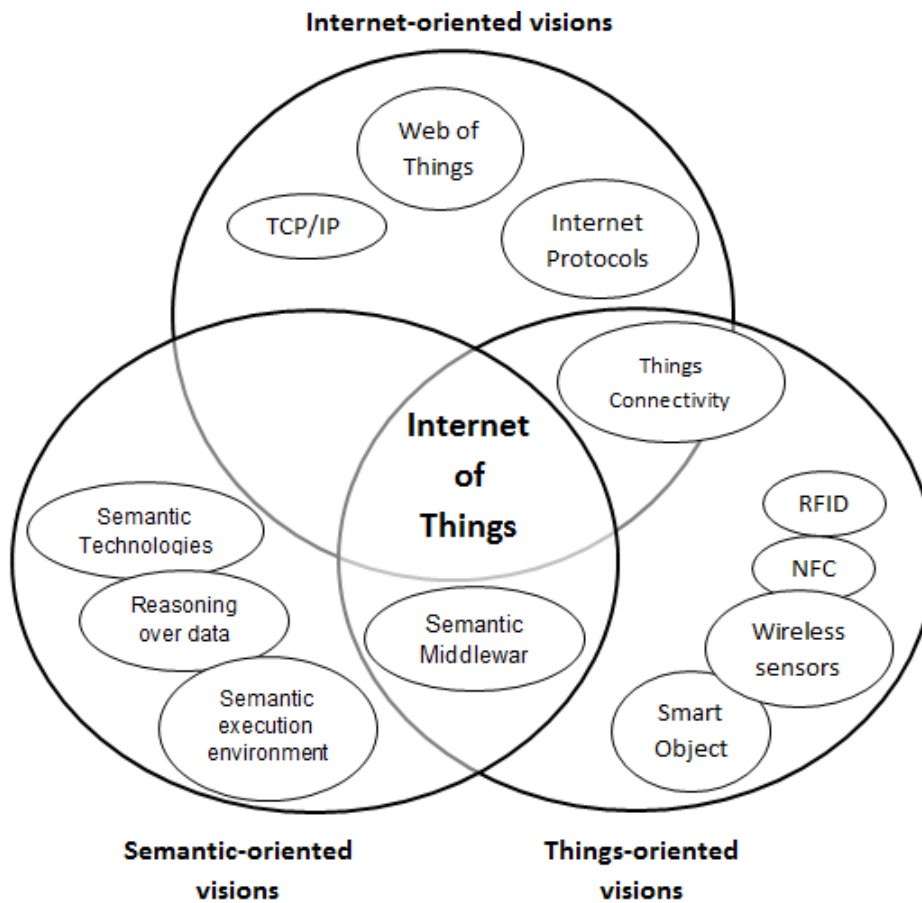 Internet-oriented visions
Web of
Things
TCP/IP
Internet
Protocols
Things
Connectivity
Internet
of
Things
RFID
NFC
Wireless
sensors
Smart
Object
Semantic
Technologies
Reasoning
over data
Semantic
execution
environment
Semantic
Middlewar
Semantic-oriented
visions
Things-oriented
visions